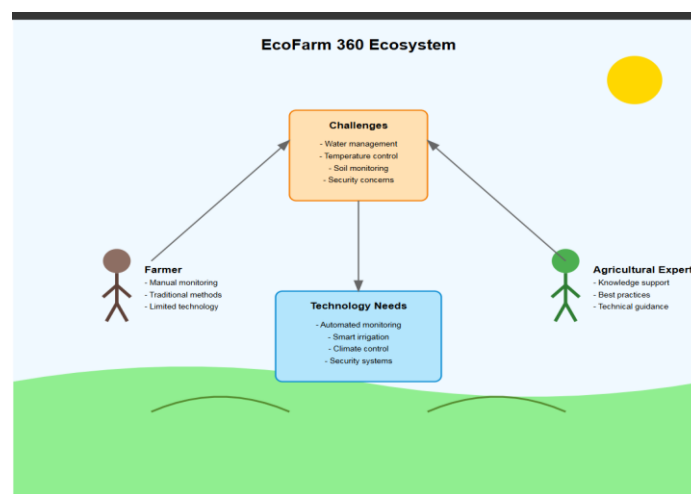 EcoFarm 360 Ecosystem
Challenges
- Water management
- Temperature control
- Soil monitoring
- Security concerns
Farmer
- Manual monitoring
- Traditional methods
- Limited technology
Agricultural Expert
- Knowledge support
- Best practices
- Technical guidance
Technology Needs
- Automated monitoring
- Smart irrigation
- Climate control
- Security systems